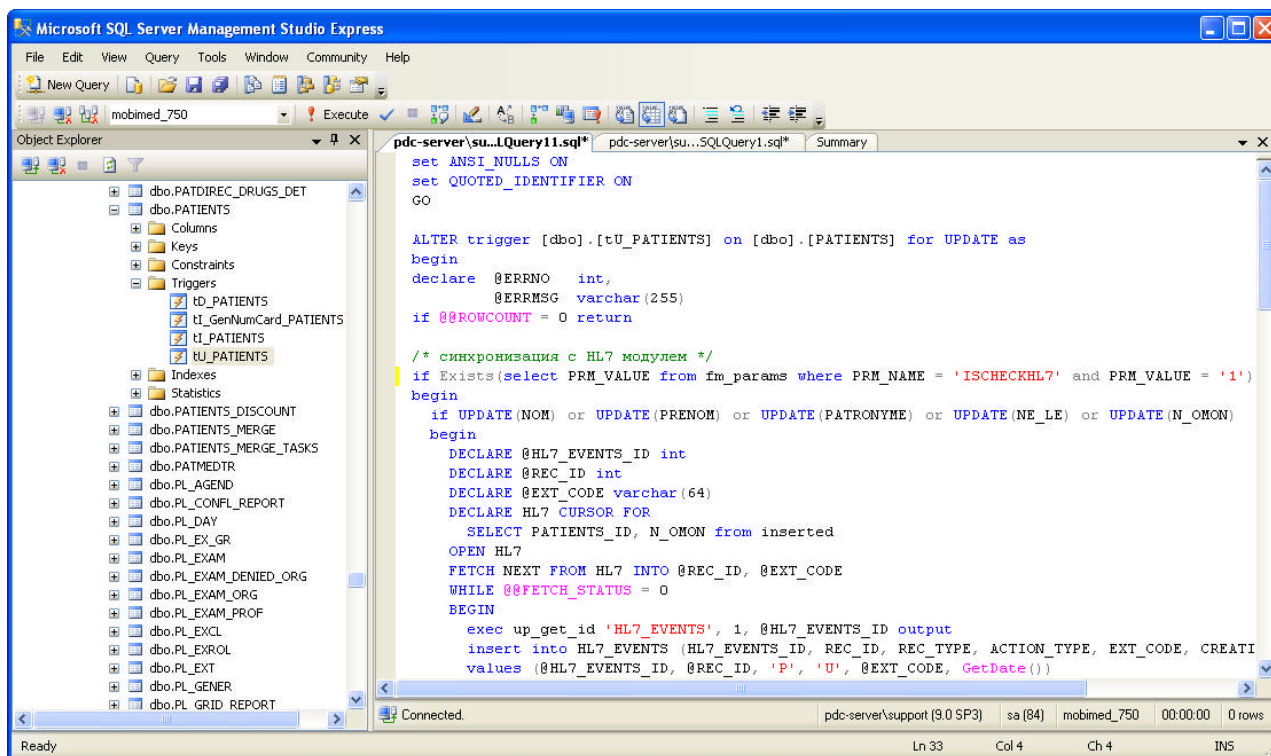 Microsoft SQL Server Management Studio Express
File Edit View Query Tools Window Community Help
New Query
mobimed_750 Execute
Object Explorer
pdc-server\su...LQuery11.sql* pdc-server\su...SQLQuery1.sql* Summary
dbo.PATDIREC_DRUGS_DET
dbo.PATIENTS
Columns
Keys
Constraints
Triggers
tD_PATIENTS
tI_GenNumCard_PATIENTS
tI_PATIENTS
tU_PATIENTS
Indexes
Statistics
dbo.PATIENTS_DISCOUNT
dbo.PATIENTS_MERGE
dbo.PATIENTS_MERGE_TASKS
dbo.PATMEDTR
dbo.PL_AGEND
dbo.PL_CONFL_REPORT
dbo.PL_DAY
dbo.PL_EX_GR
dbo.PL_EXAM
dbo.PL_EXAM_DENIED_ORG
dbo.PL_EXAM_ORG
dbo.PL_EXAM_PROF
dbo.PL_EXCL
dbo.PL_EXROL
dbo.PL_EXT
dbo.PL_GENER
dbo.PL_GRID_REPORT
set ANSI_NULLS ON
set QUOTED_IDENTIFIER ON
GO
ALTER trigger [dbo].[tU_PATIENTS] on [dbo].[PATIENTS] for UPDATE as
begin
declare @ERRNO int,
@ERRMSG varchar(255)
if @@ROWCOUNT = 0 return
/* синхронизация с HL7 модулем */
if Exists(select PRM_VALUE from fm_params where PRM_NAME = 'ISCHECKHL7' and PRM_VALUE = '1')
begin
if UPDATE(NOM) or UPDATE(PRENOM) or UPDATE(PATRONYME) or UPDATE(NE_LE) or UPDATE(N_OMON)
begin
DECLARE @HL7_EVENTS_ID int
DECLARE @REC_ID int
DECLARE @EXT_CODE varchar(64)
DECLARE HL7 CURSOR FOR
SELECT PATIENTS_ID, N_OMON from inserted
OPEN HL7
FETCH NEXT FROM HL7 INTO @REC_ID, @EXT_CODE
WHILE @@FETCH_STATUS = 0
BEGIN
exec up_get_id 'HL7_EVENTS', 1, @HL7_EVENTS_ID output
insert into HL7_EVENTS (HL7_EVENTS_ID, REC_ID, REC_TYPE, ACTION_TYPE, EXT_CODE, CREATI
values (@HL7_EVENTS_ID, @REC_ID, 'P', 'U', @EXT_CODE, GetDate())
Connected. pdc-server\support (9.0 SP3) sa (84) mobimed_750 00:00:00 0 rows
Ready Ln 33 Col 4 Ch 4 INS